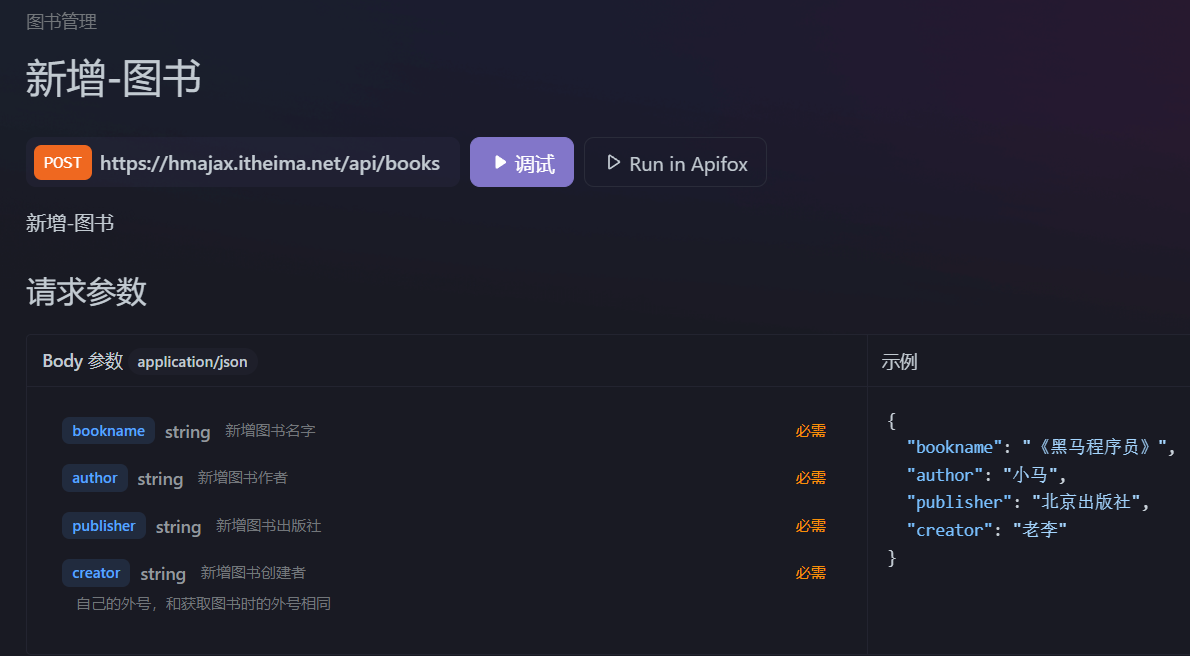 图书管理
新增-图书
POST https://hmajax.itheima.net/api/books 调试 Run in Apifox
新增-图书
请求参数
Body 参数 application/json
示例
bookname string 新增图书名字 必需
author string 新增图书作者 必需
publisher string 新增图书出版社 必需
creator string 新增图书创建者 必需
自己的外号，和获取图书时的外号相同
{
"bookname": "《黑马程序员》",
"author": "小马",
"publisher": "北京出版社",
"creator": "老李"
}